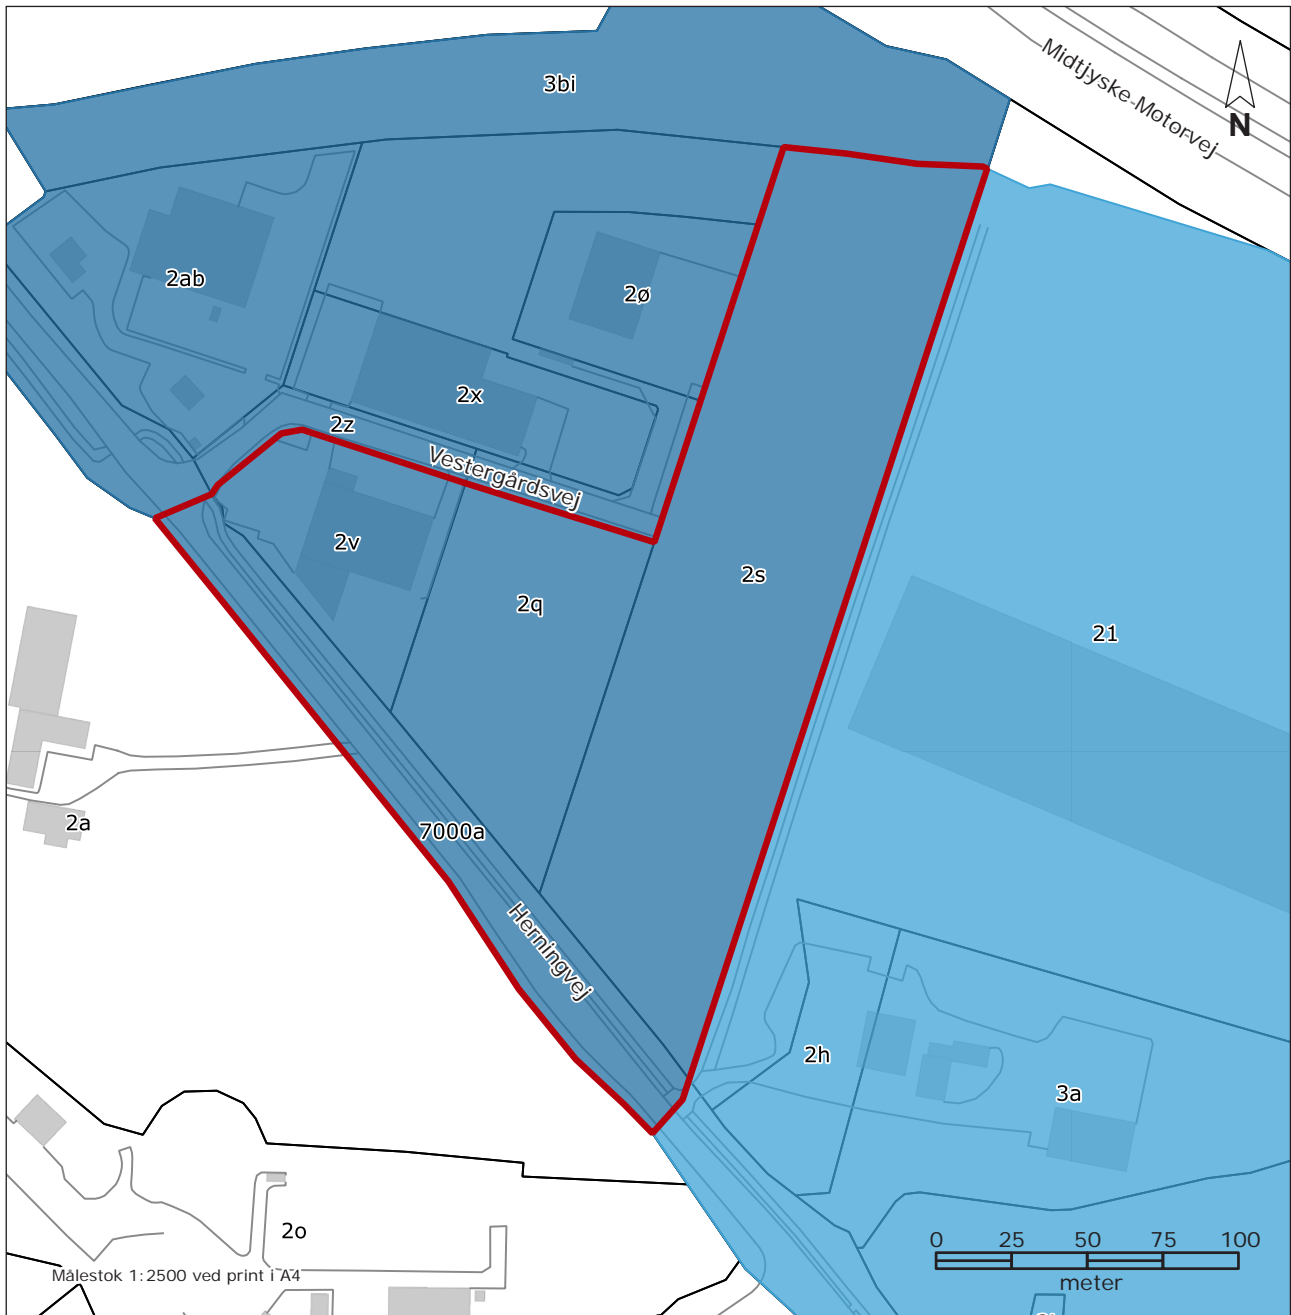 Midtjyske Motorvej
N
3bi
2ab
2ø
2x
2z
Vestergårdsvej
2v
2s
2q
21
2a
7000a
Herningvej
2h
3a
2o
0 25 50 75 100
meter
Målestok 1:2500 ved print i A4